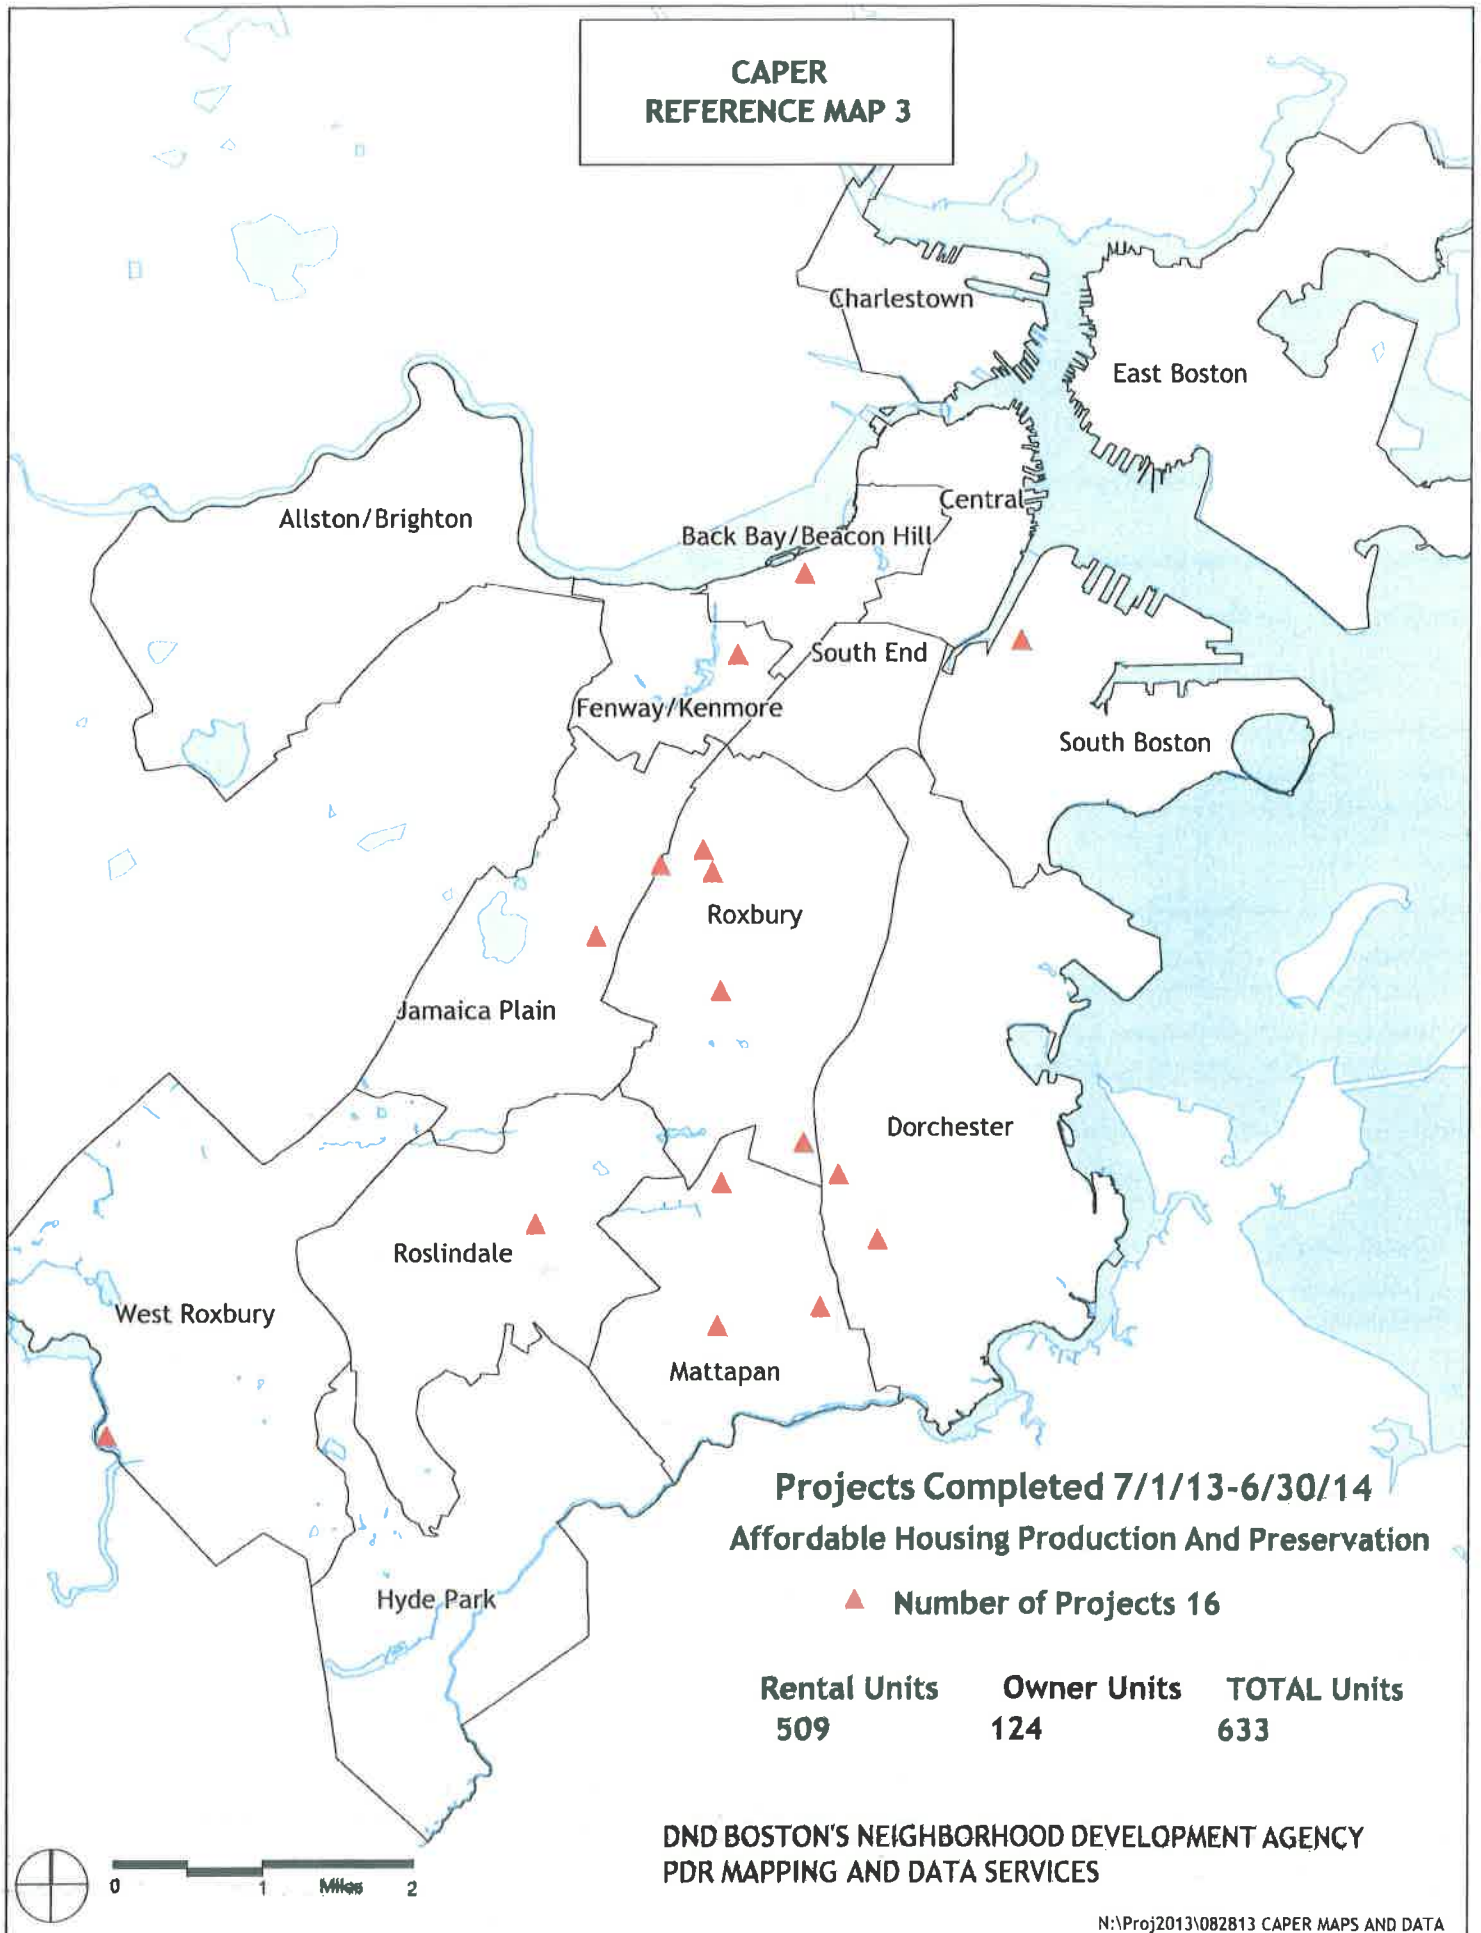 CAPER
REFERENCE MAP 3
Charlestown
East Boston
Central
Allston/Brighton
Back Bay/Beacon Hill
South End
Fenway/Kenmore
South Boston
Roxbury
Jamaica Plain
Dorchester
Roslindale
West Roxbury
Mattapan
Projects Completed 7/1/13-6/30/14
Affordable Housing Production And Preservation
Hyde Park
Number of Projects 16
Rental Units Owner Units TOTAL Units
509 124 633
DND BOSTON'S NEIGHBORHOOD DEVELOPMENT AGENCY
PDR MAPPING AND DATA SERVICES
0 1 Miles 2
N:\Proj2013\082813 CAPER MAPS AND DATA